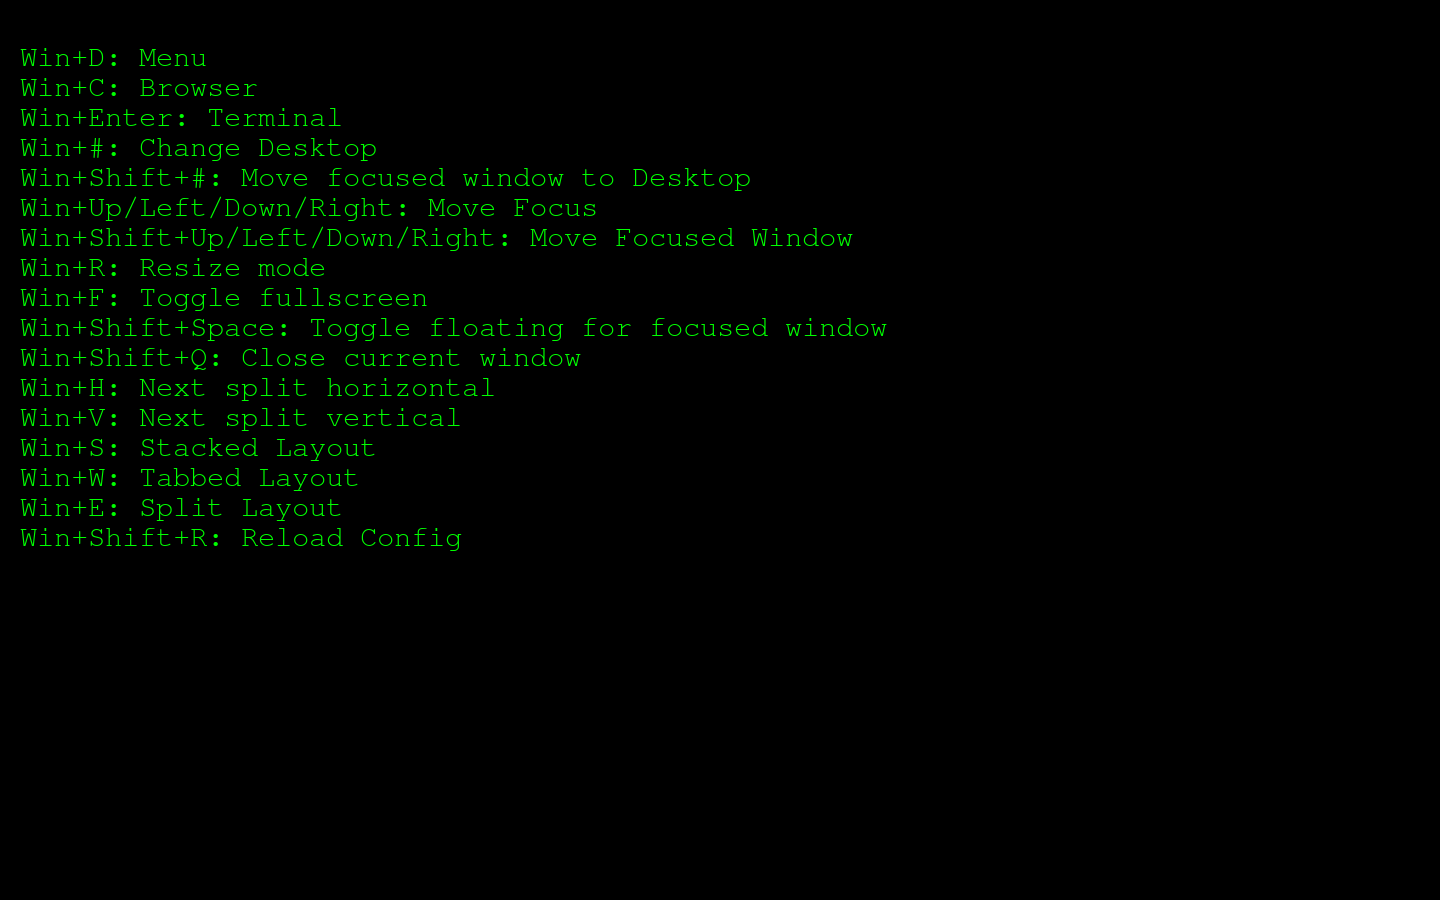 Win+D: Menu
Win+C: Browser
Win+Enter: Terminal
Win+#: Change Desktop
Win+Shift+#: Move focused window to Desktop
Win+Up/Left/Down/Right: Move Focus
Win+Shift+Up/Left/Down/Right: Move Focused Window
Win+R: Resize mode
Win+F: Toggle fullscreen
Win+Shift+Space: Toggle floating for focused window
Win+Shift+Q: Close current window
Win+H: Next split horizontal
Win+V: Next split vertical
Win+S: Stacked Layout
Win+W: Tabbed Layout
Win+E: Split Layout
Win+Shift+R: Reload Config